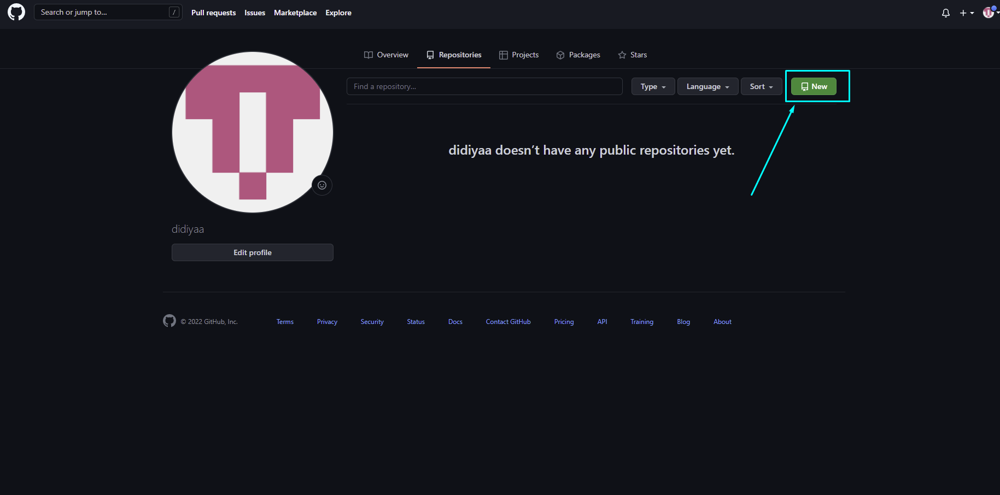 Search or jump to... / Pull requests Issues Marketplace Explore
Overview Repositories Projects Packages Stars
Find a repository... Type Language Sort New
didiyaa doesn’t have any public repositories yet.
didiyaa
Edit profile
© 2022 GitHub, Inc. Terms Privacy Security Status Docs Contact GitHub Pricing API Training Blog About